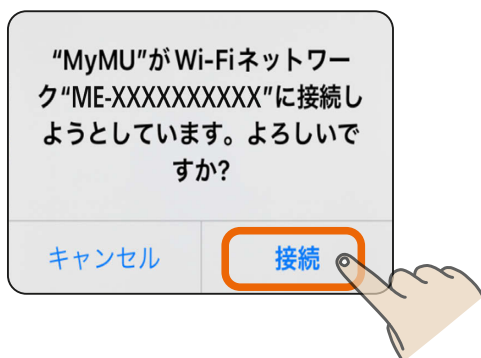 “MyMU”がWi-Fiネットワー
ク“ME-XXXXXXXXXX”に接続し
ようとしています。よろしいで
すか?
キャンセル
接続